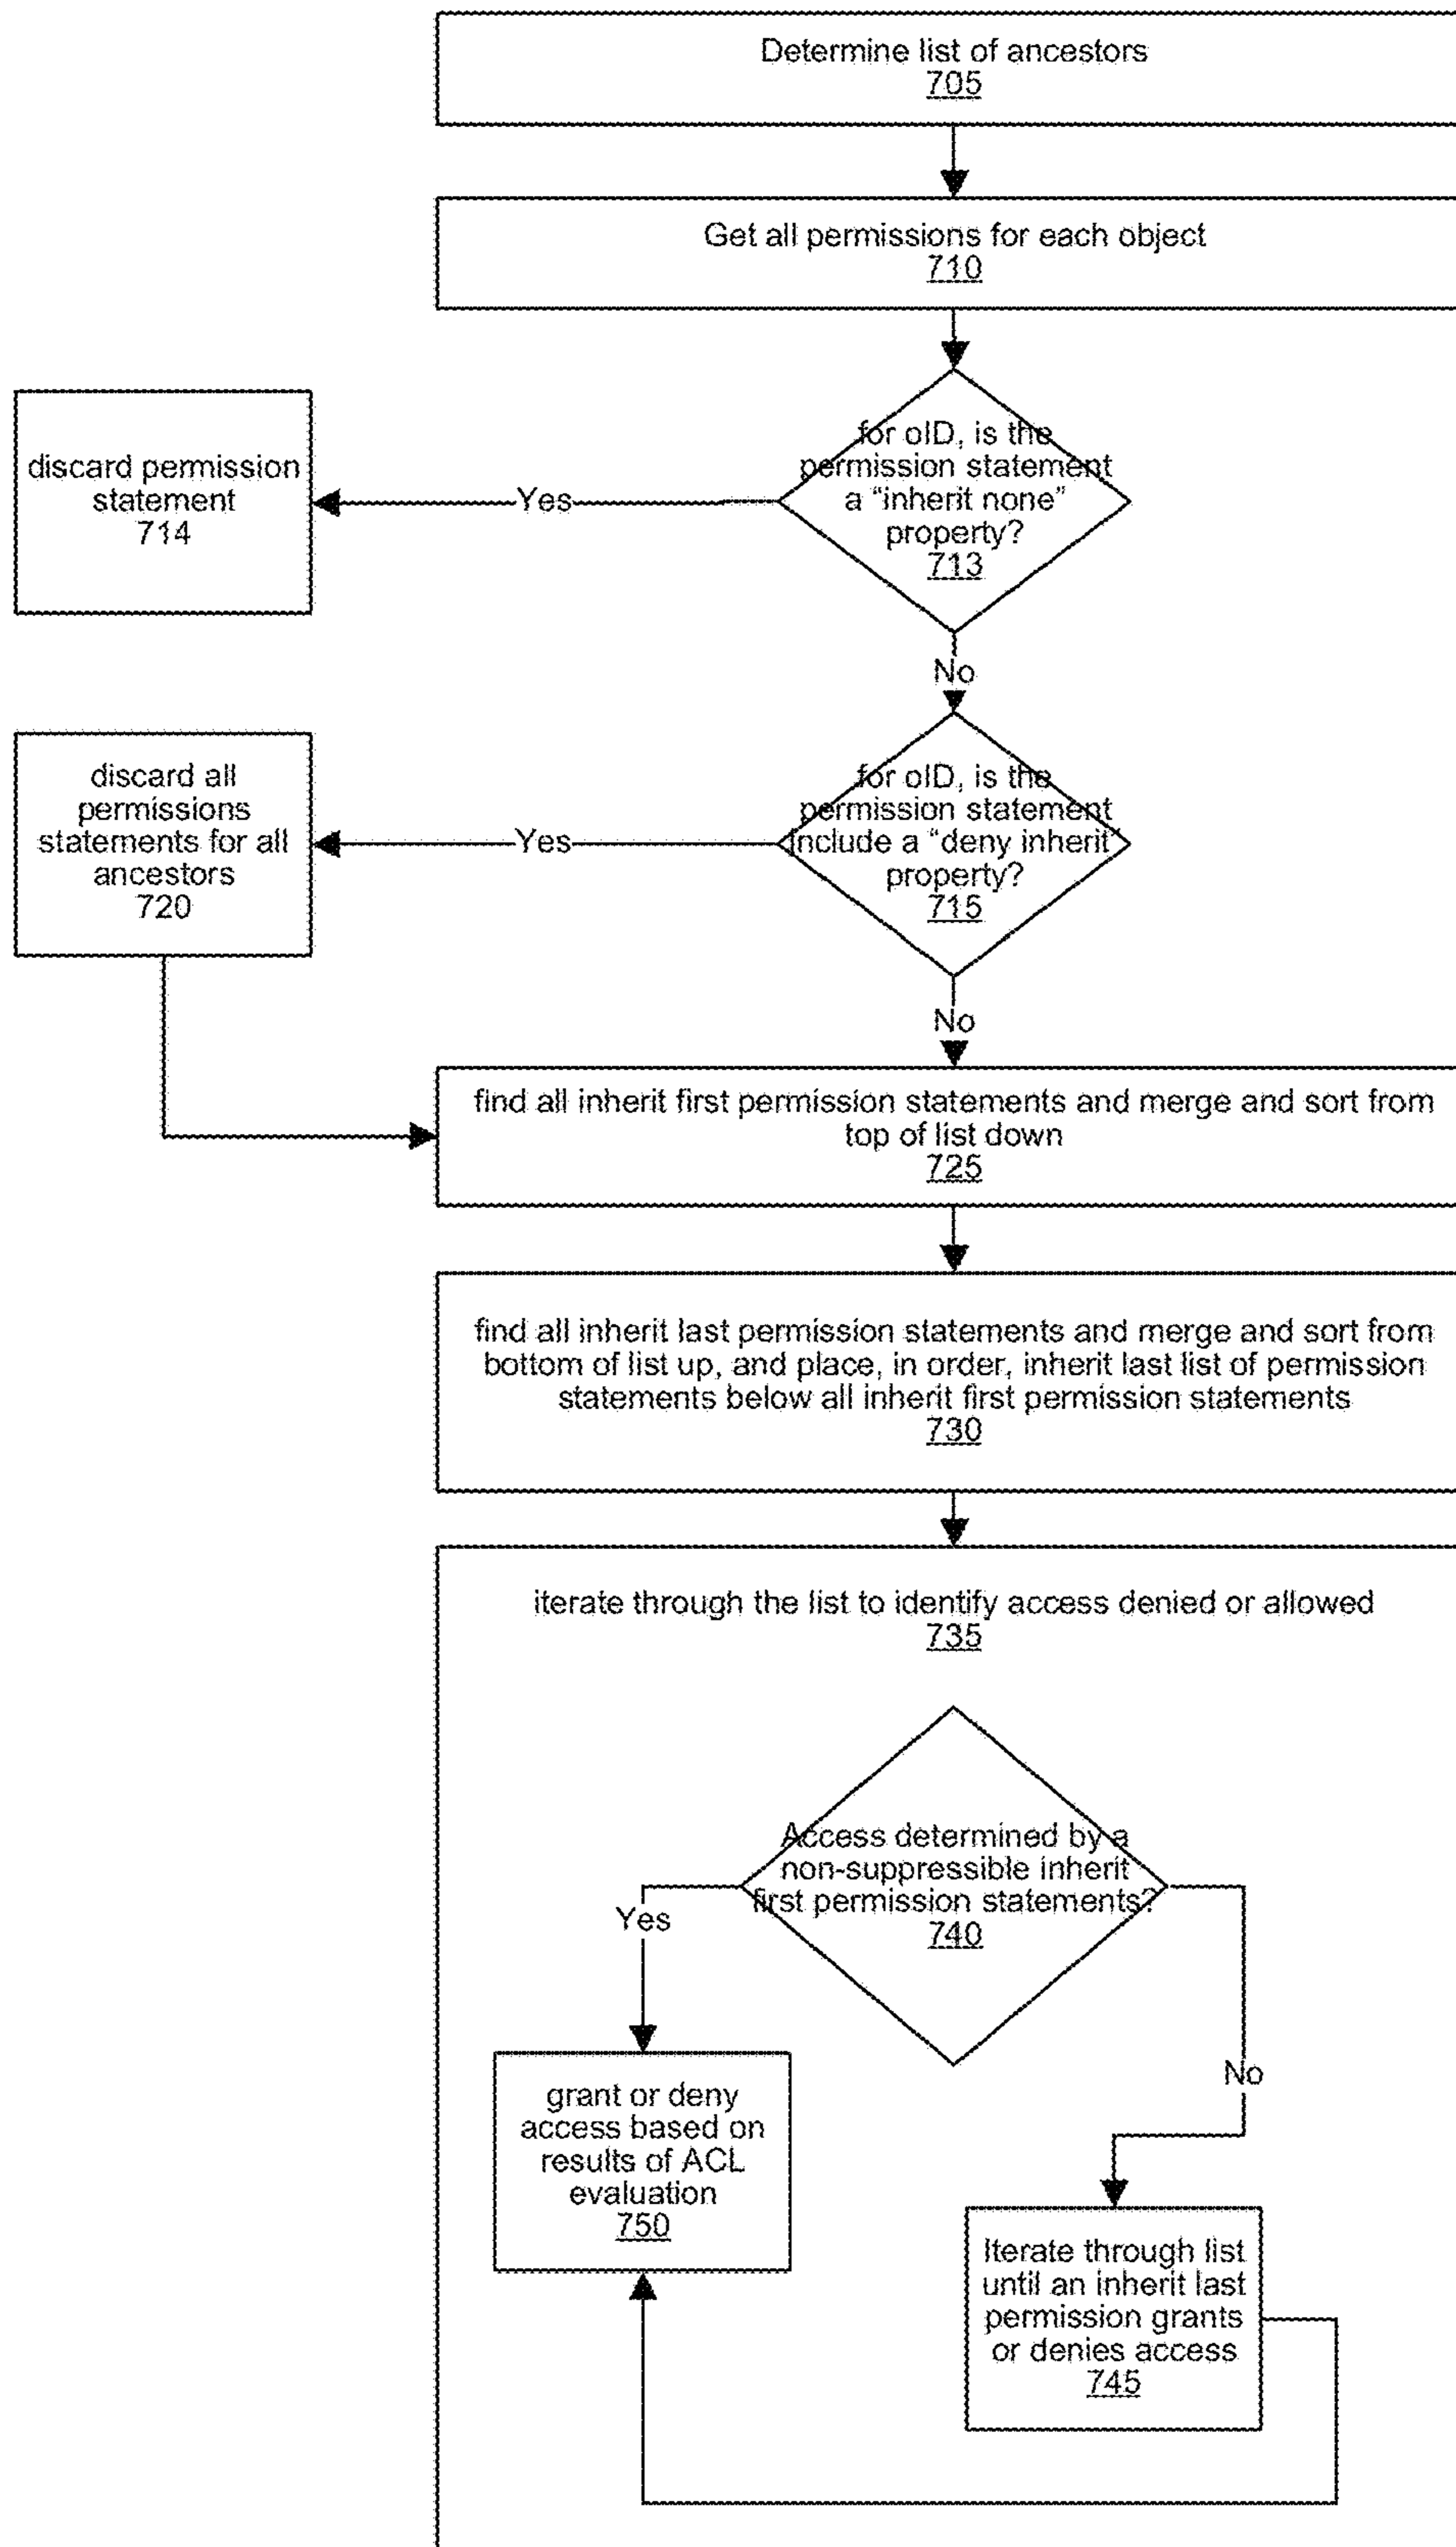 Determine list of ancestors
705
Get all permissions for each object
710
for oID, is the
permission statement
a "inherit none"
property?
713
Yes
discard permission
statement
714
No
for oID, is the
permission statement
include a "deny inherit"
property?
715
Yes
discard all
permissions
statements for all
ancestors
720
No
find all inherit first permission statements and merge and sort from
top of list down
725
find all inherit last permission statements and merge and sort from
bottom of list up, and place, in order, inherit last list of permission
statements below all inherit first permission statements
730
iterate through the list to identify access denied or allowed
735
Access determined by a
non-suppressible inherit
first permission statements?
740
Yes
No
grant or deny
access based on
results of ACL
evaluation
750
Iterate through list
until an inherit last
permission grants
or denies access
745